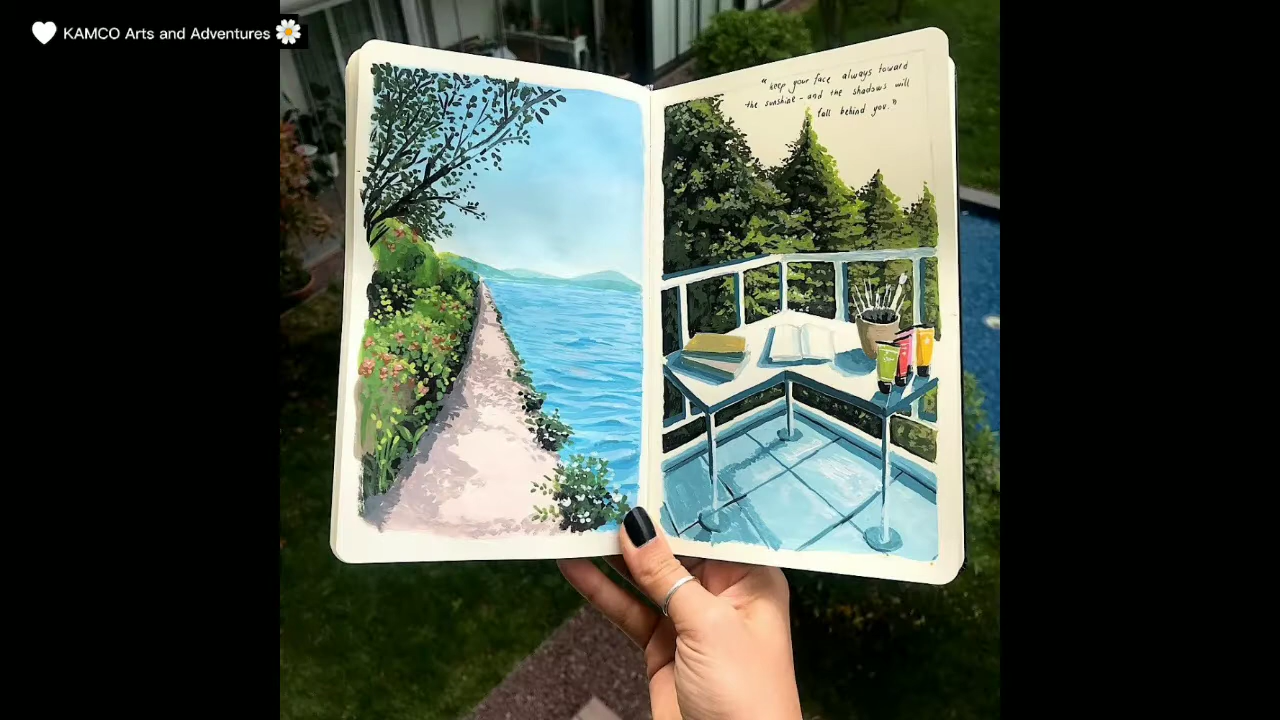 KAMCO Arts and Adventures
"keep your face always toward
the sunshine - and the shadows will
fall behind you."